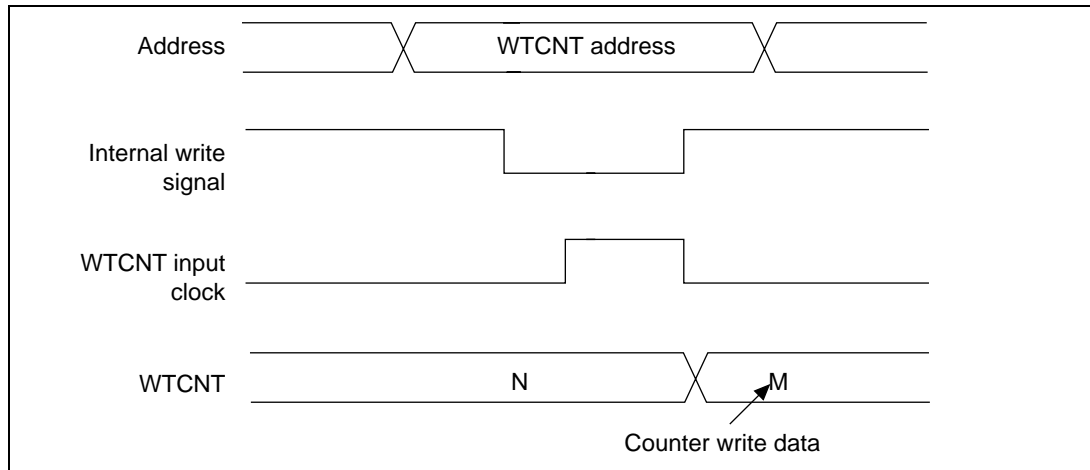 Address
WTCNT address
Internal write
signal
WTCNT input
clock
WTCNT
N
M
Counter write data